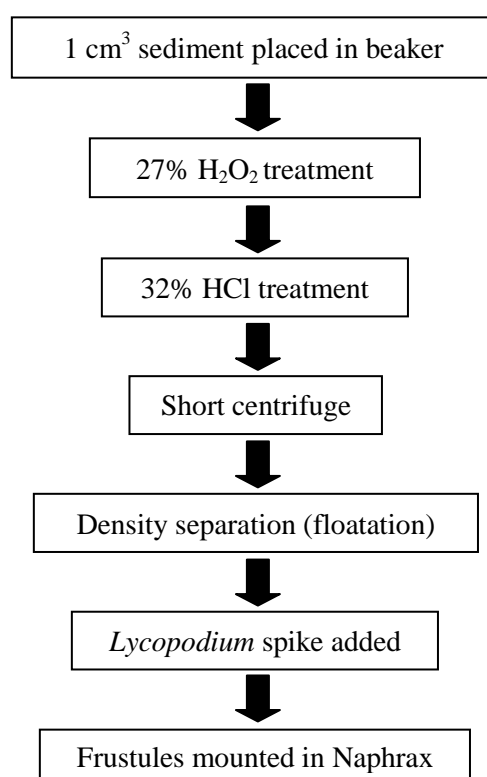 1 cm³ sediment placed in beaker
27% H₂O₂ treatment
32% HCl treatment
Short centrifuge
Density separation (floatation)
Lycopodium spike added
Frustules mounted in Naphrax